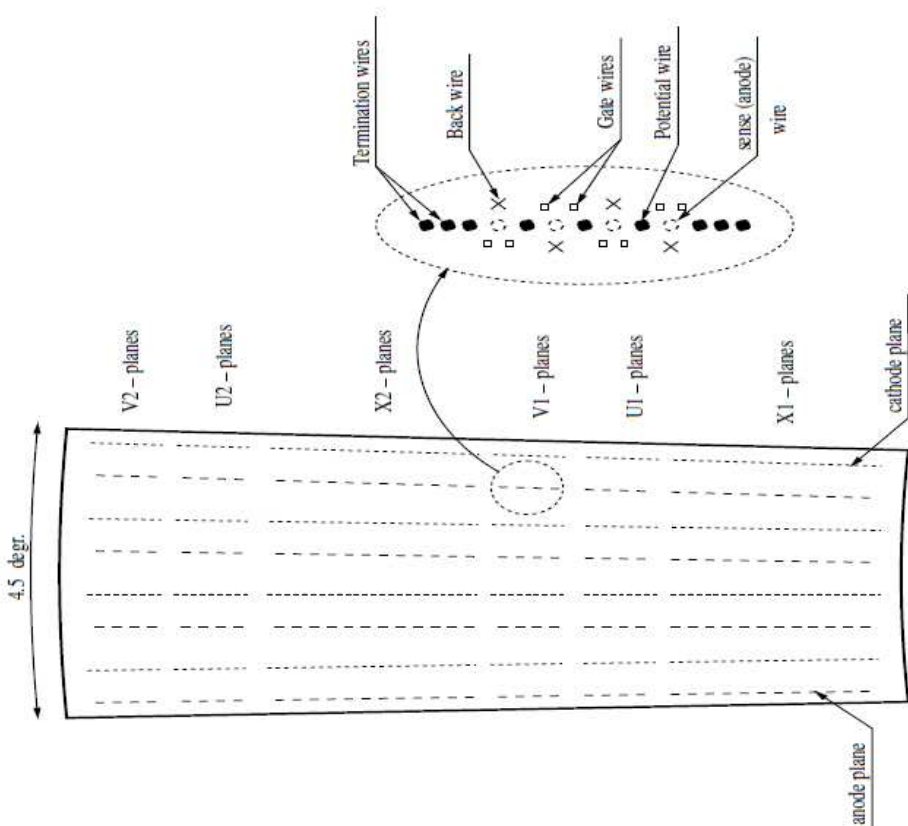 Termination wires
Back wire
Gate wires
Potential wire
sense (anode)
wire
V2 – planes
U2 – planes
X2 – planes
V1 – planes
U1 – planes
X1 – planes
cathode plane
4.5 degr.
anode plane